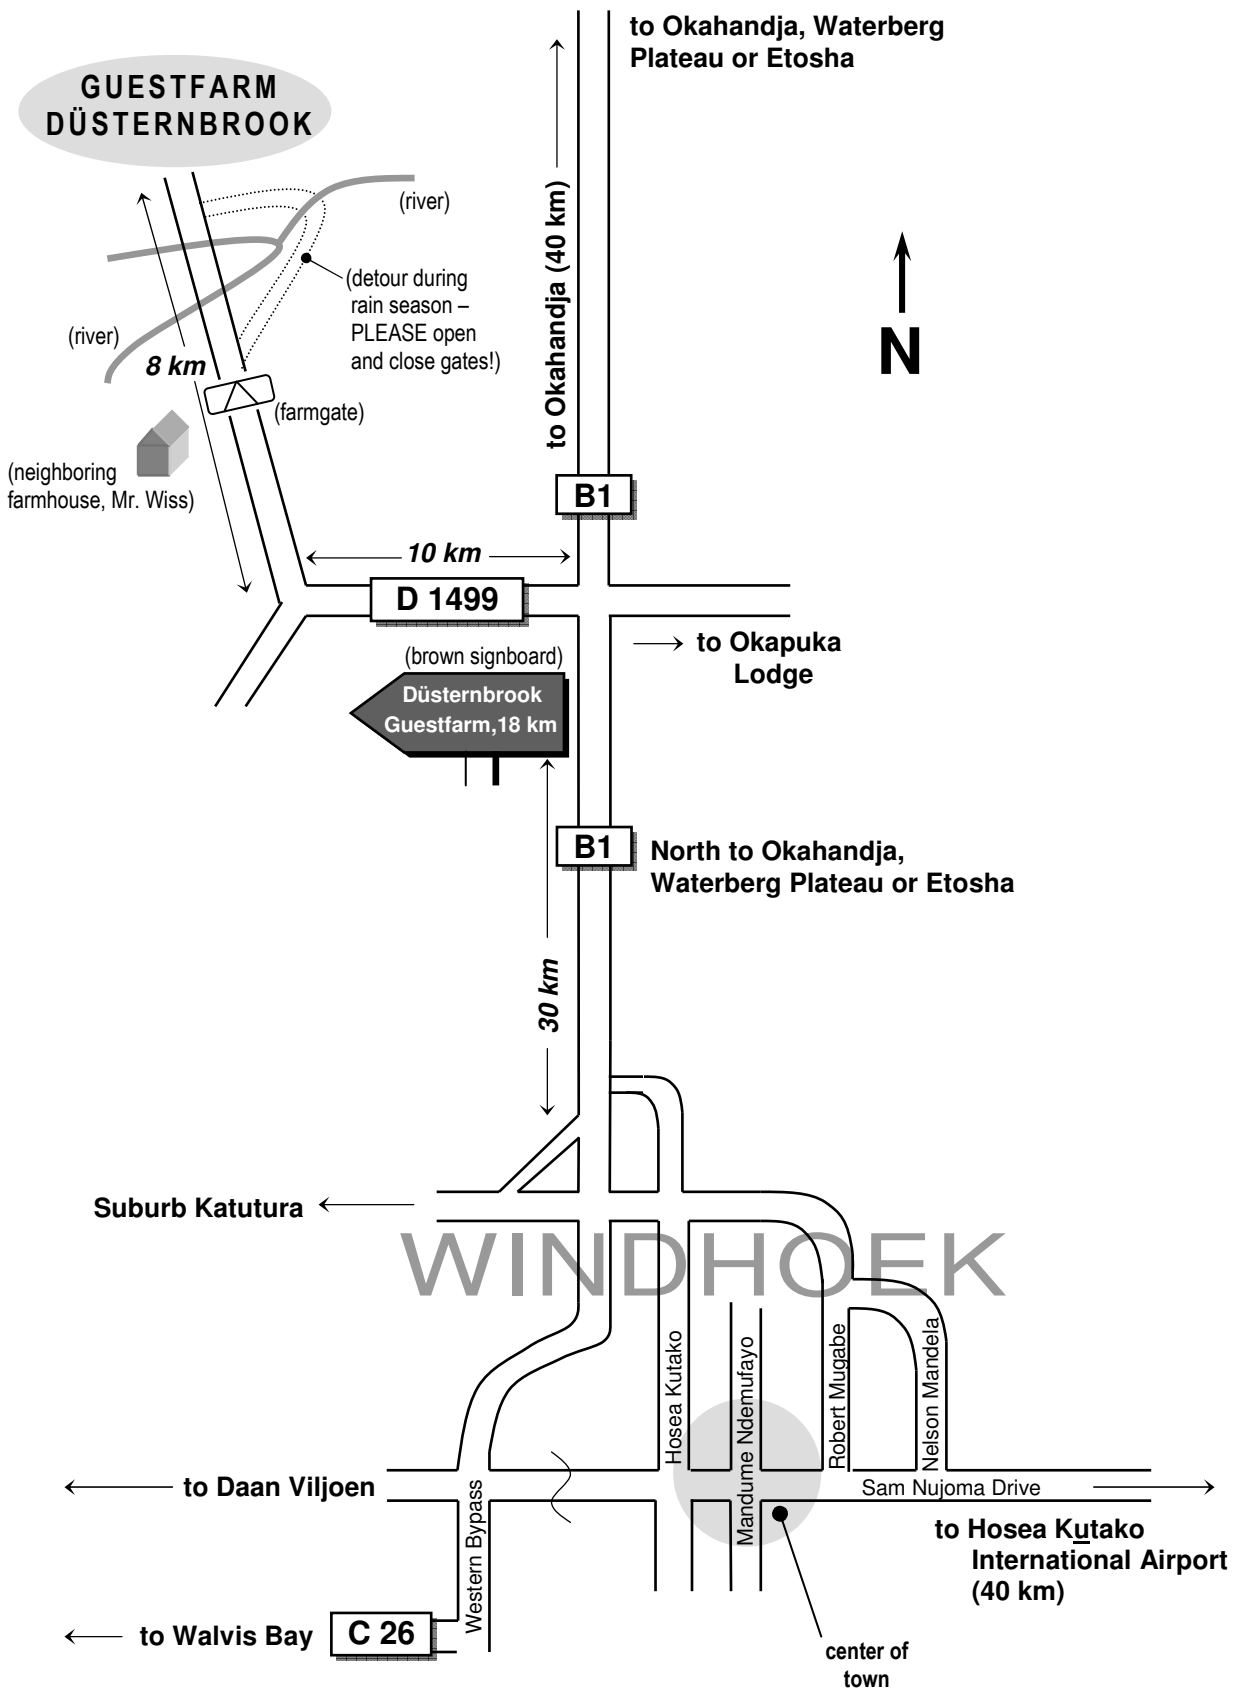 to Okahandja, Waterberg
Plateau or Etosha
GUESTFARM
DÜSTERNBROOK
(river)
to Okahandja (40 km)
(detour during
rain season –
PLEASE open
and close gates!)
N
(river)
8 km
(farmgate)
(neighboring
farmhouse, Mr. Wiss)
B1
10 km
D 1499
to Okapuka
Lodge
(brown signboard)
Düsternbrook
Guestfarm,18 km
B1
North to Okahandja,
Waterberg Plateau or Etosha
30 km
Suburb Katutura
WINDHOEK
Hosea Kutako
Mandume Ndemufayo
Robert Mugabe
Nelson Mandela
to Daan Viljoen
Western Bypass
Sam Nujoma Drive
to Hosea Kutako
International Airport
(40 km)
to Walvis Bay
C 26
center of
town